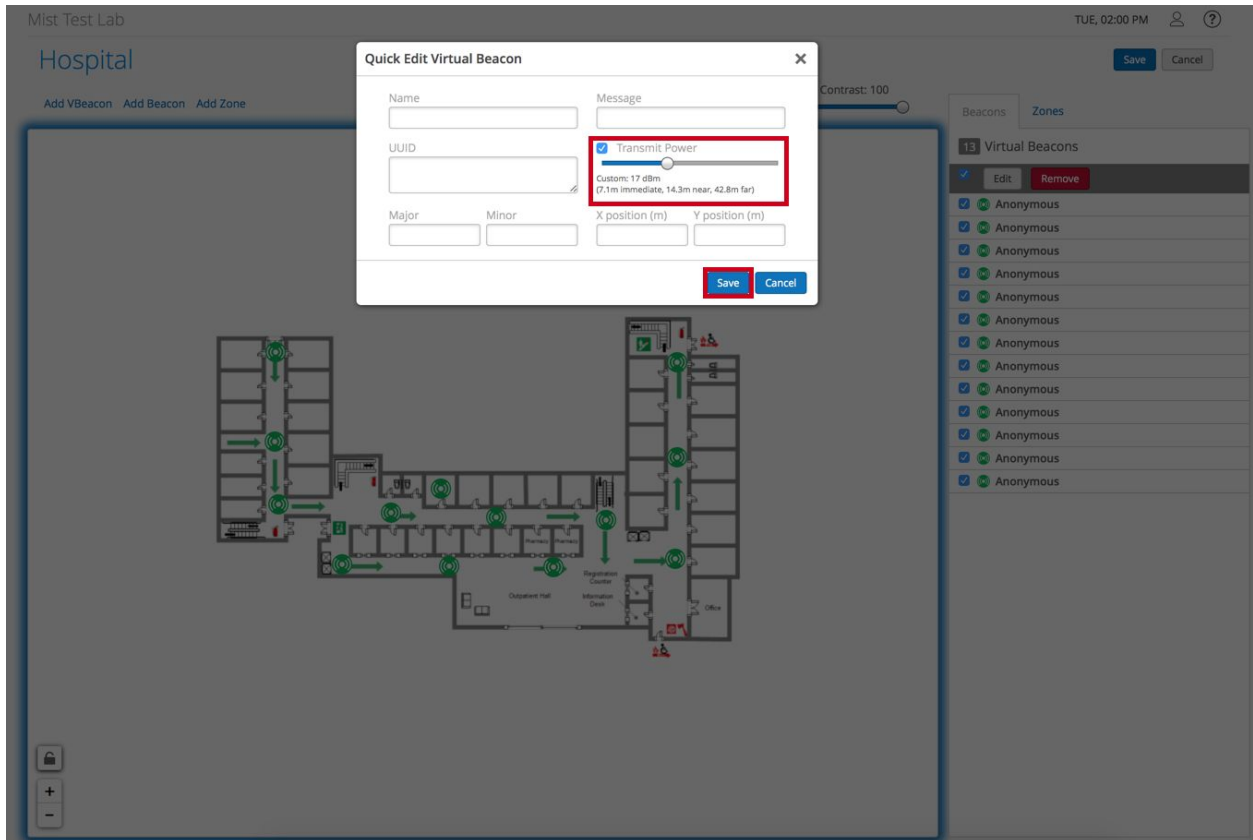 Mist Test Lab
TUE, 02:00 PM
Hospital
Save Cancel
Add VBeacon Add Beacon Add Zone
Contrast: 100
Quick Edit Virtual Beacon
Name Message
UUID
Transmit Power
Custom: 17 dBm
(7.1m immediate, 14.3m near, 42.8m far)
Major Minor X position (m) Y position (m)
Save Cancel
Beacons Zones
13 Virtual Beacons
Edit Remove
Anonymous
Anonymous
Anonymous
Anonymous
Anonymous
Anonymous
Anonymous
Anonymous
Anonymous
Anonymous
Anonymous
Anonymous
Anonymous
Pharmacy Pharmacy
Registration
Counter
Outpatient Hall
Information
Desk
Office